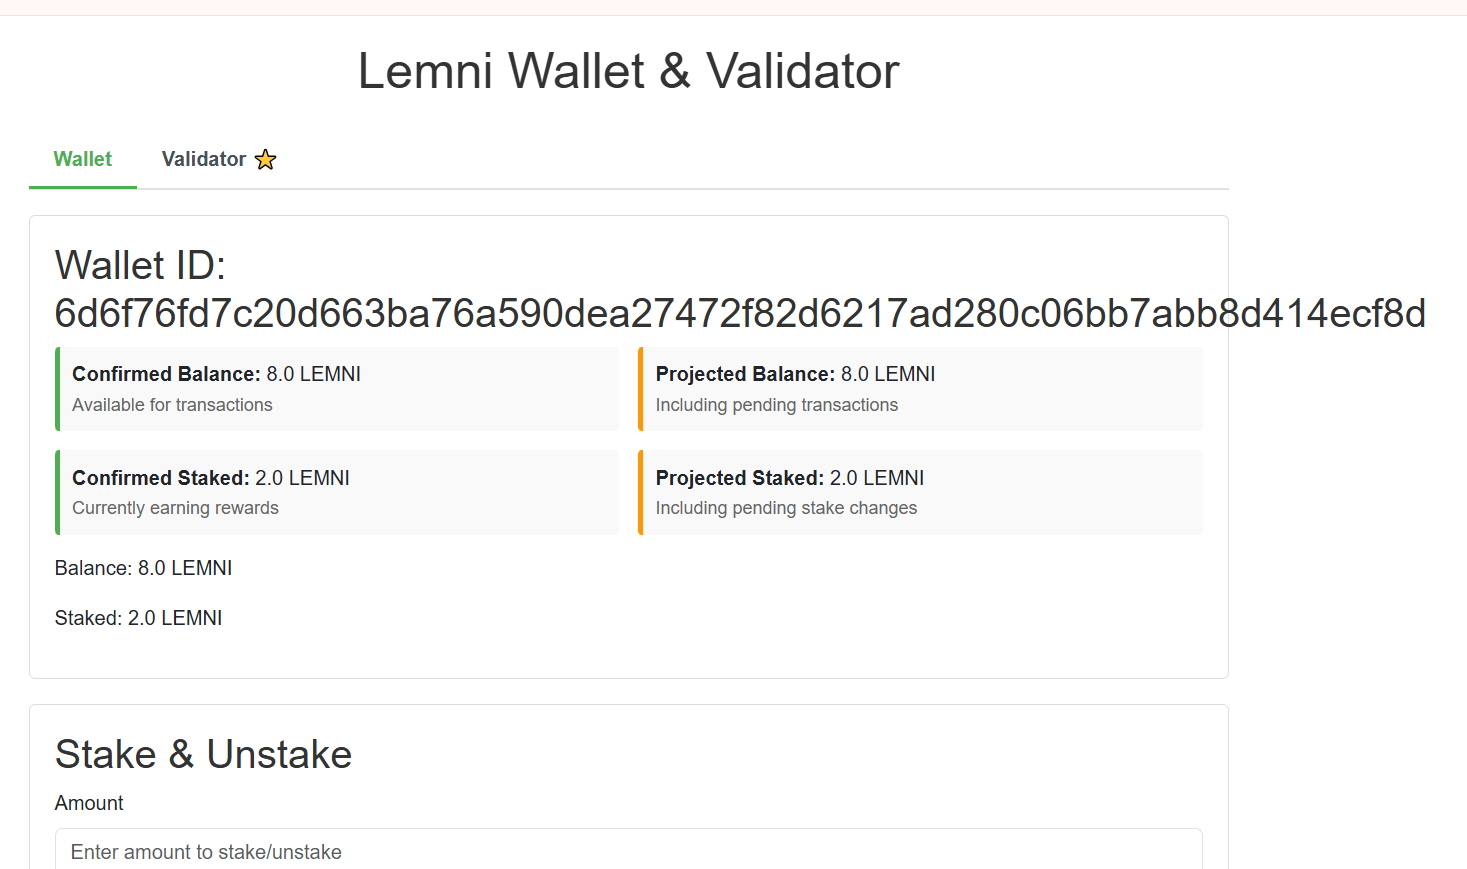 Lemni Wallet & Validator
Wallet
Validator ⭐
Wallet ID:
6d6f76fd7c20d663ba76a590dea27472f82d6217ad280c06bb7abb8d414ecf8d
Confirmed Balance: 8.0 LEMNI
Available for transactions
Projected Balance: 8.0 LEMNI
Including pending transactions
Confirmed Staked: 2.0 LEMNI
Currently earning rewards
Projected Staked: 2.0 LEMNI
Including pending stake changes
Balance: 8.0 LEMNI
Staked: 2.0 LEMNI
Stake & Unstake
Amount
Enter amount to stake/unstake